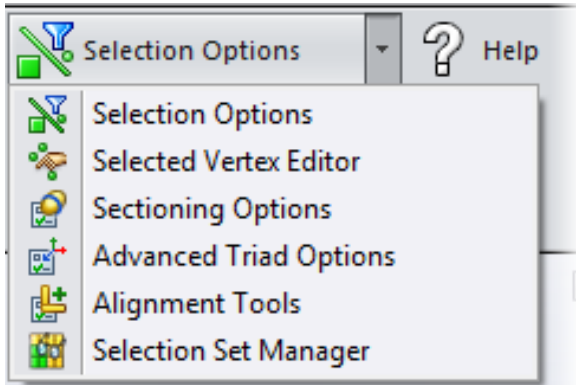 Selection Options Help
Selection Options
Selected Vertex Editor
Sectioning Options
Advanced Triad Options
Alignment Tools
Selection Set Manager